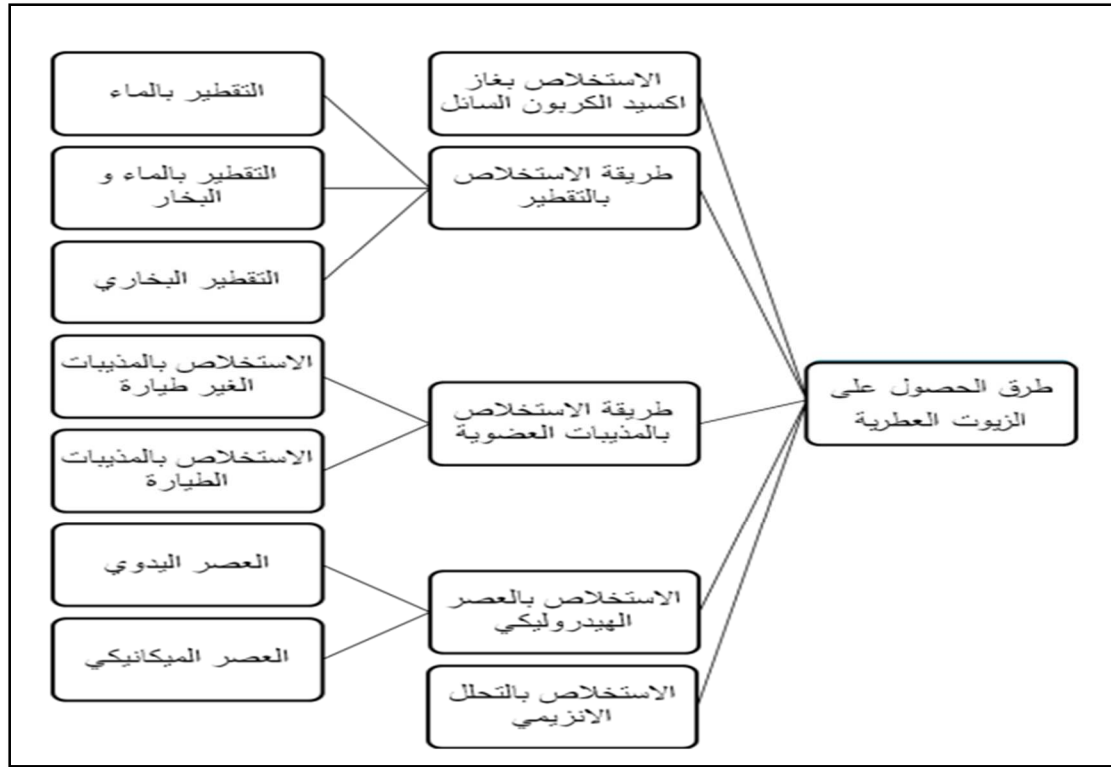 طرق الحصول على
الزيوت العطرية
الاستخلاص بغاز
اكسيد الكربون السائل
طريقة الاستخلاص
بالتقطير
التقطير بالماء
التقطير بالماء و
البخار
التقطير البخاري
طريقة الاستخلاص
بالمذيبات العضوية
الاستخلاص بالمذيبات
الغير طيارة
الاستخلاص بالمذيبات
الطيارة
الاستخلاص بالعصر
الهيدروليكي
العصر اليدوي
العصر الميكانيكي
الاستخلاص بالتحلل
الانزيمي